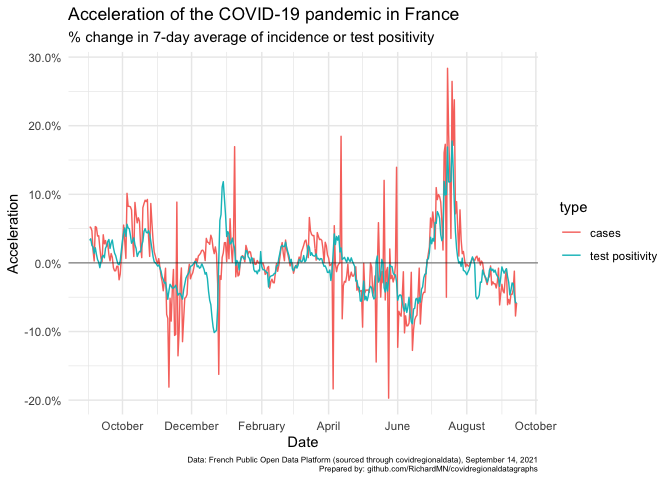 Acceleration of the COVID-19 pandemic in France
% change in 7-day average of incidence or test positivity
30.0%
20.0%
10.0%
0.0%
-10.0%
-20.0%
Acceleration
October
December
February
April
June
August
October
Date
type
cases
test positivity
Data: French Public Open Data Platform (sourced through covidregionaldata), September 14, 2021
Prepared by: github.com/RichardMN/covidregionaldatagraphs